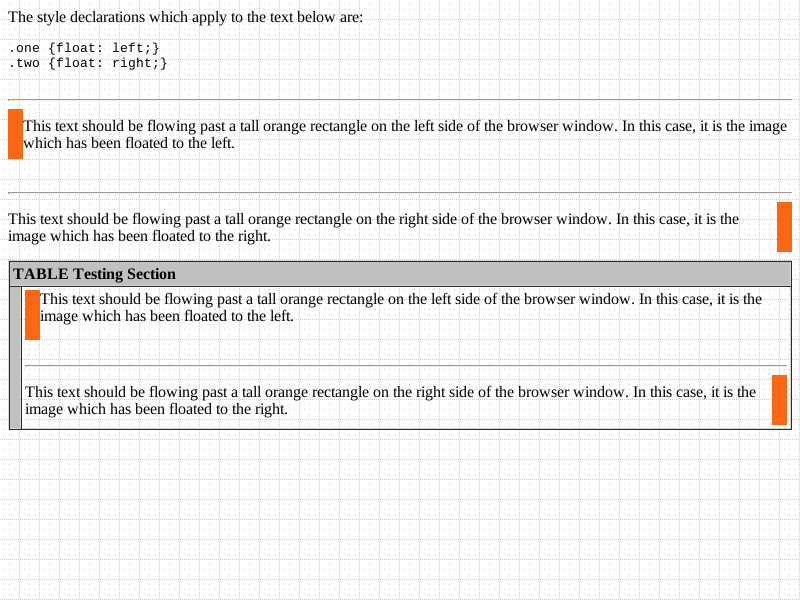 The style declarations which apply to the text below are:
.one {float: left;}
.two {float: right;}
This text should be flowing past a tall orange rectangle on the left side of the browser window. In this case, it is the image
which has been floated to the left.
This text should be flowing past a tall orange rectangle on the right side of the browser window. In this case, it is the
image which has been floated to the right.
TABLE Testing Section
This text should be flowing past a tall orange rectangle on the left side of the browser window. In this case, it is the
image which has been floated to the left.
This text should be flowing past a tall orange rectangle on the right side of the browser window. In this case, it is the
image which has been floated to the right.